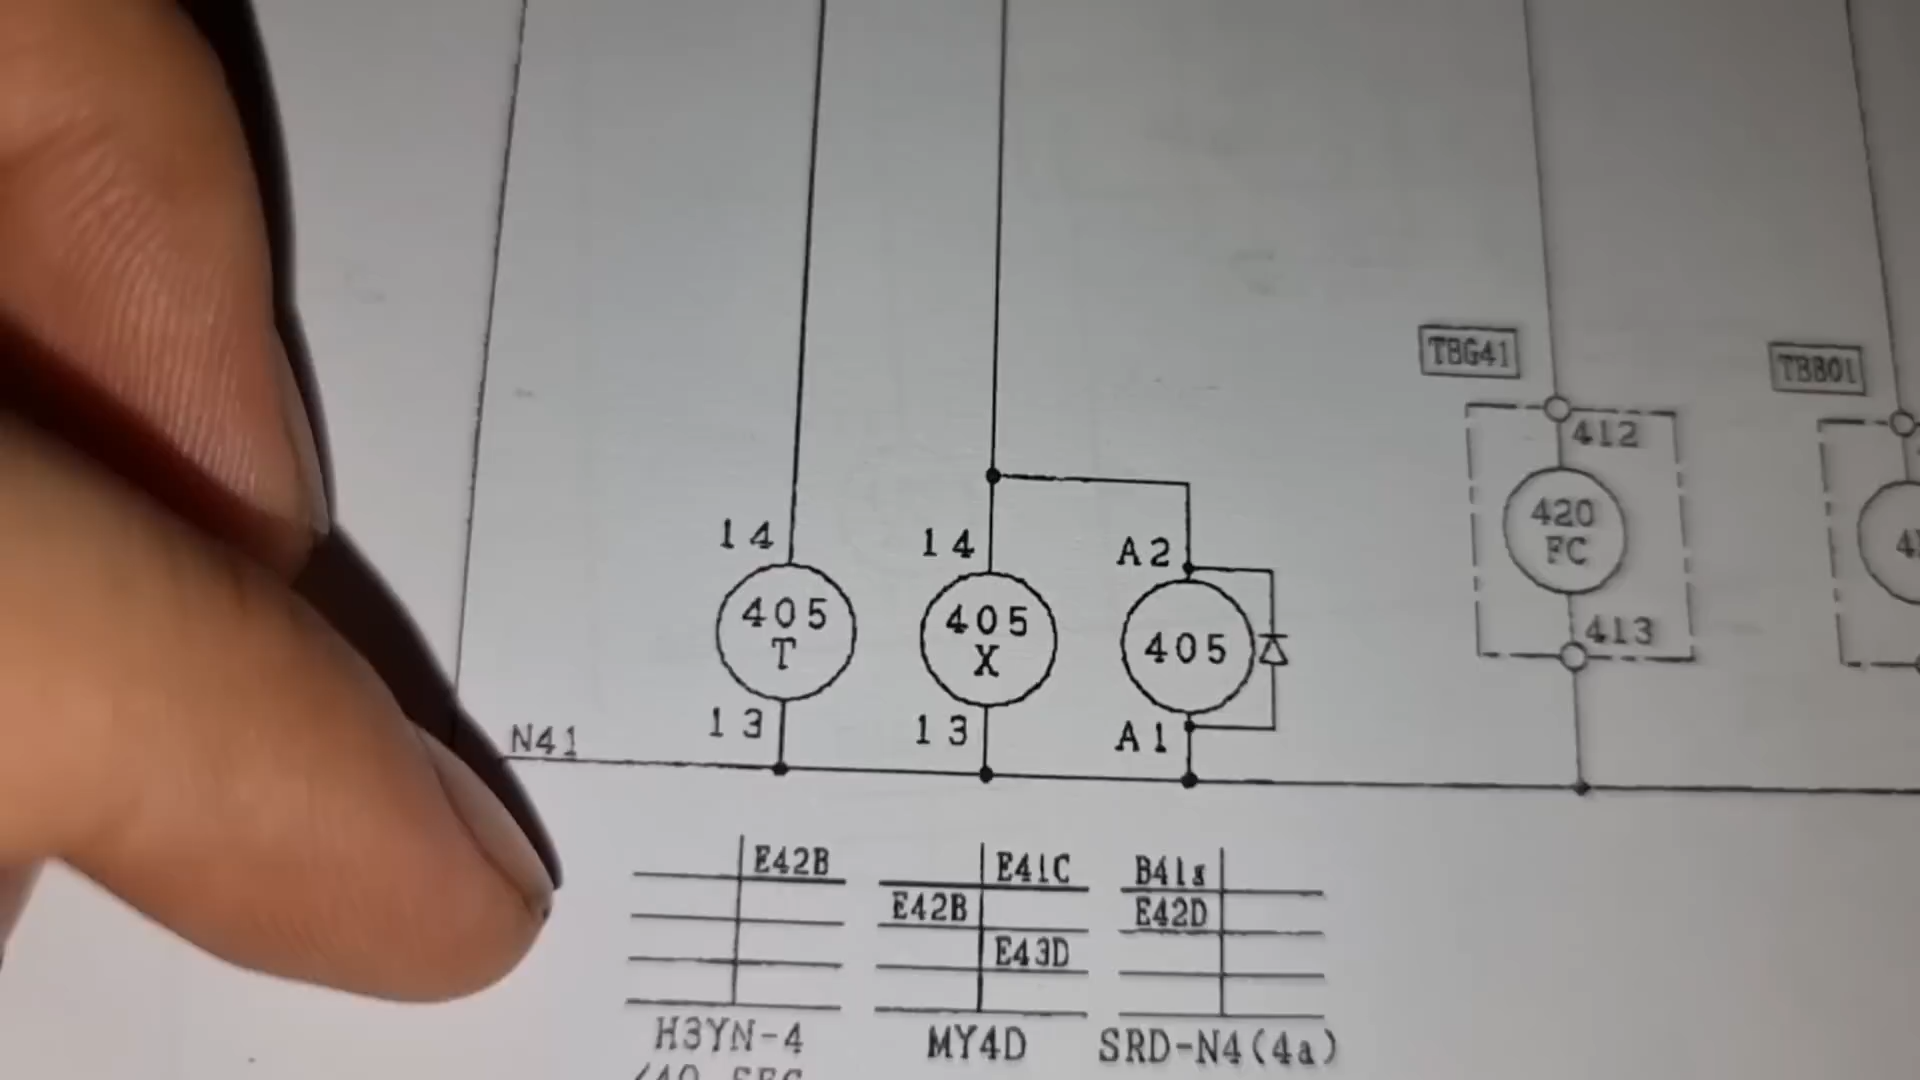 TBG41
TBB01
412
420
FC
413
14
14
A2
405
T
405
X
405
13
13
A1
N41
E42B
E41C
B41s
E42B
E42D
E43D
H3YN-4
MY4D
SRD-N4(4a)